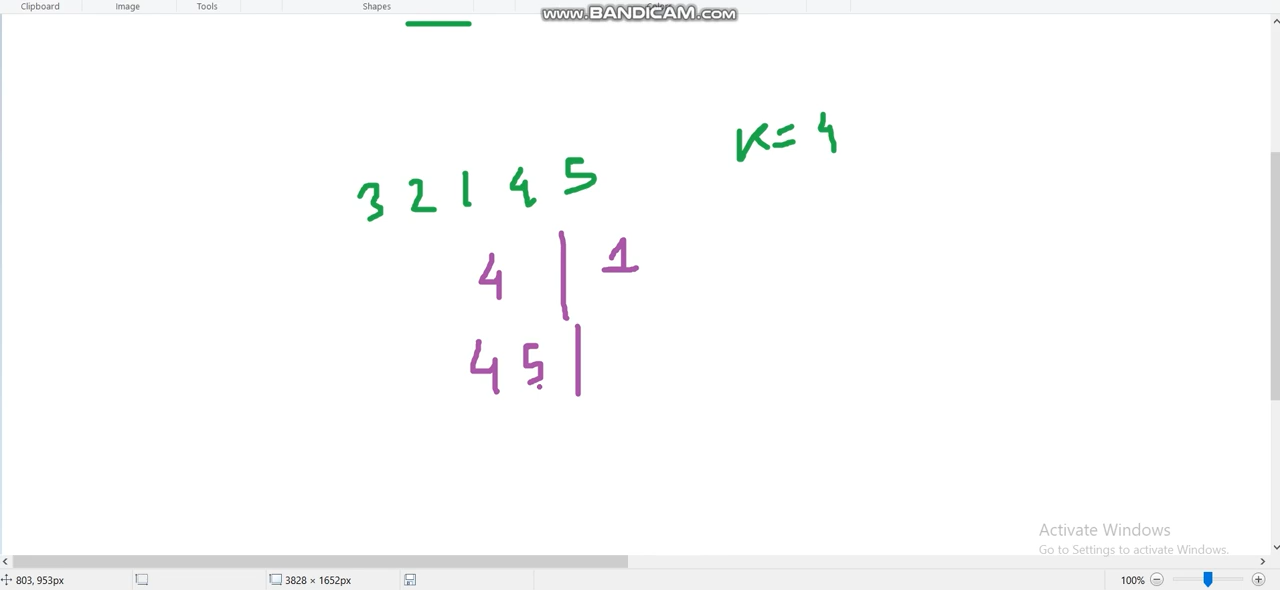 Clipboard Image Tools Shapes
www.BANDICAM.com
K= 4
3 2 1 4 5
4 | 1
4 5 |
Activate Windows
Go to Settings to activate Windows.
803, 953px 3828 × 1652px 100%